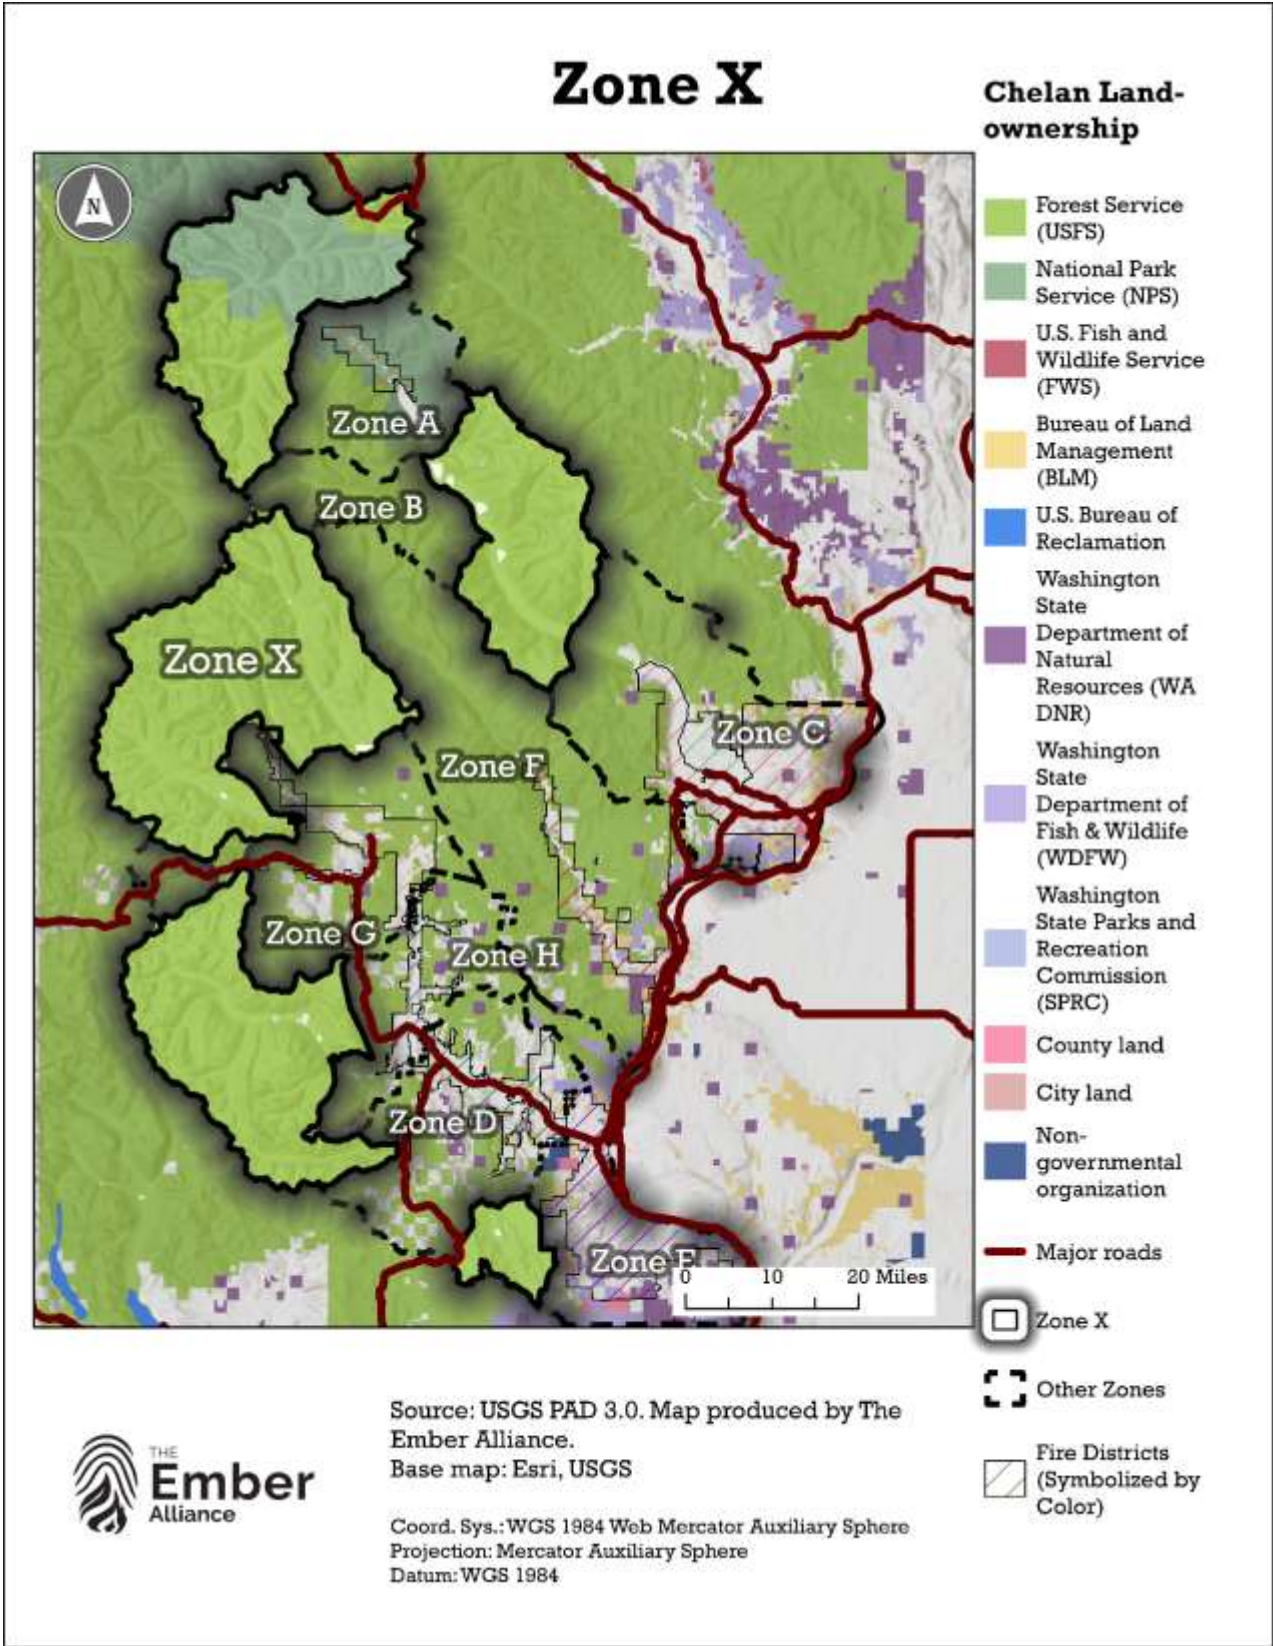 Zone X
Chelan Land-
ownership
N
Zone A
Zone B
Zone X
Zone C
Zone F
Zone G
Zone H
Zone D
Zone E
0 10 20 Miles
Forest Service
(USFS)
National Park
Service (NPS)
U.S. Fish and
Wildlife Service
(FWS)
Bureau of Land
Management
(BLM)
U.S. Bureau of
Reclamation
Washington
State
Department of
Natural
Resources (WA
DNR)
Washington
State
Department of
Fish & Wildlife
(WDFW)
Washington
State Parks and
Recreation
Commission
(SPRC)
County land
City land
Non-
governmental
organization
Major roads
Zone X
Other Zones
Fire Districts
(Symbolized by
Color)
THE
Ember
Alliance
Source: USGS PAD 3.0. Map produced by The
Ember Alliance.
Base map: Esri, USGS
Coord. Sys.: WGS 1984 Web Mercator Auxiliary Sphere
Projection: Mercator Auxiliary Sphere
Datum: WGS 1984